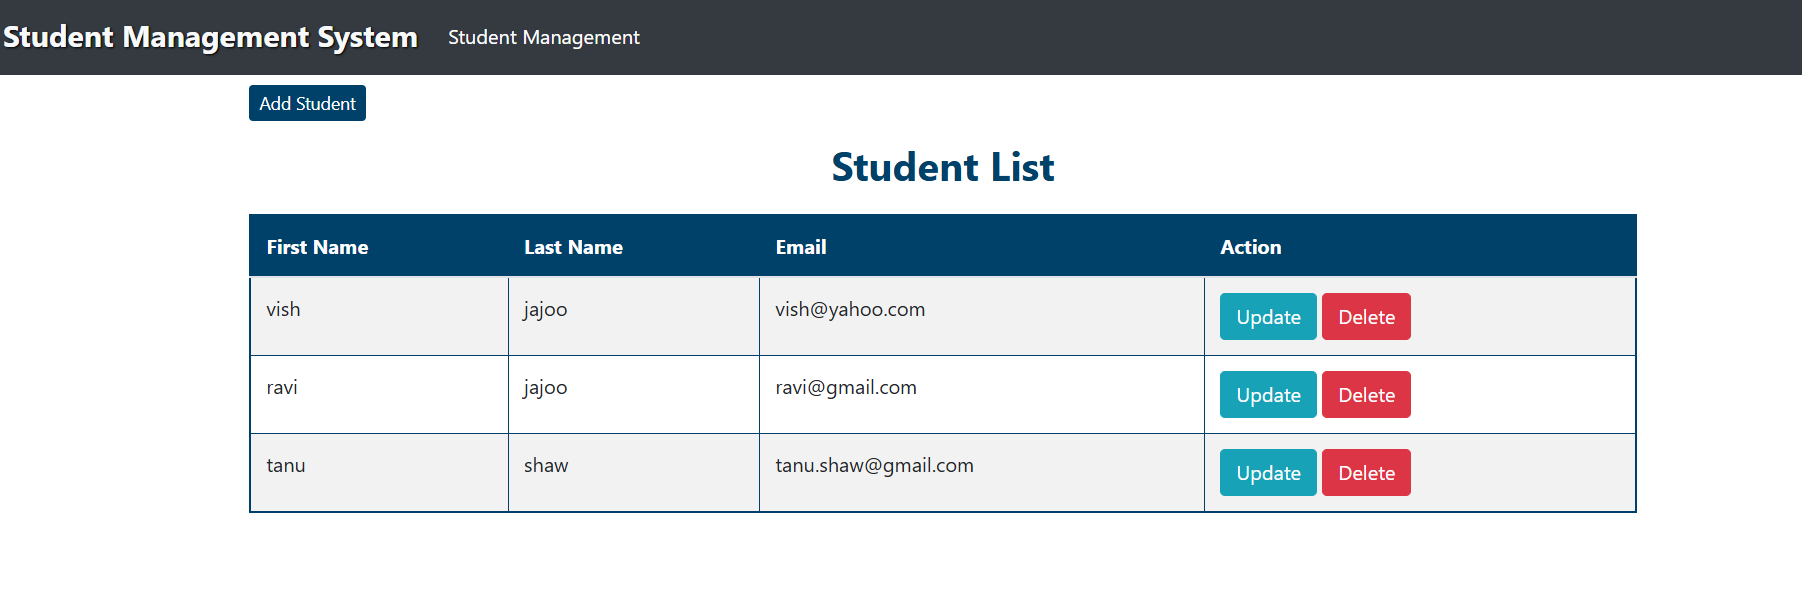 Student Management System Student Management
Add Student
Student List
First Name Last Name Email Action
vish jajoo vish@yahoo.com Update Delete
ravi jajoo ravi@gmail.com Update Delete
tanu shaw tanu.shaw@gmail.com Update Delete